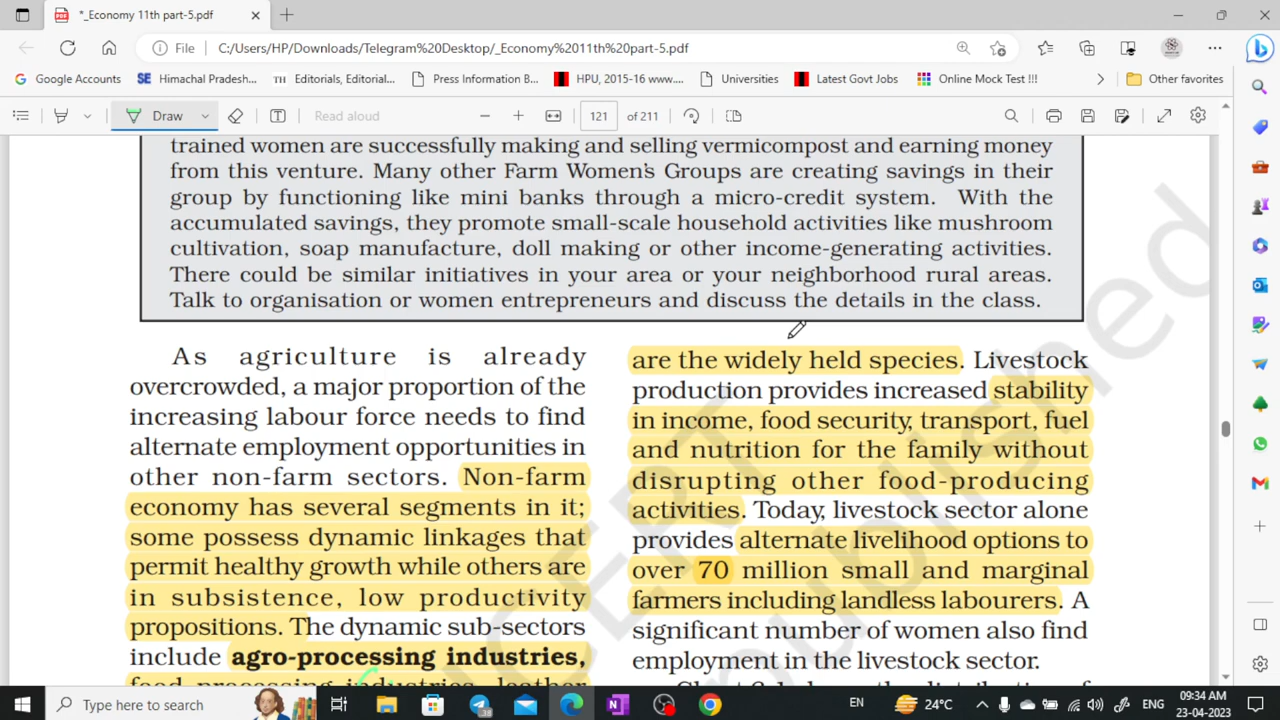 *_Economy 11th part-5.pdf
File C:/Users/HP/Downloads/Telegram%20Desktop/_Economy%2011th%20part-5.pdf
Google Accounts SE Himachal Pradesh... TH Editorials, Editorial... Press Information B... HPU, 2015-16 www.... Universities Latest Govt Jobs Online Mock Test !!! Other favorites
Draw T Read aloud 121 of 211
trained women are successfully making and selling vermicompost and earning money
from this venture. Many other Farm Women's Groups are creating savings in their
group by functioning like mini banks through a micro-credit system. With the
accumulated savings, they promote small-scale household activities like mushroom
cultivation, soap manufacture, doll making or other income-generating activities.
There could be similar initiatives in your area or your neighborhood rural areas.
Talk to organisation or women entrepreneurs and discuss the details in the class.
As agriculture is already
overcrowded, a major proportion of the
increasing labour force needs to find
alternate employment opportunities in
other non-farm sectors. Non-farm
economy has several segments in it;
some possess dynamic linkages that
permit healthy growth while others are
in subsistence, low productivity
propositions. The dynamic sub-sectors
include agro-processing industries,
food processing industries, leather
are the widely held species. Livestock
production provides increased stability
in income, food security, transport, fuel
and nutrition for the family without
disrupting other food-producing
activities. Today, livestock sector alone
provides alternate livelihood options to
over 70 million small and marginal
farmers including landless labourers. A
significant number of women also find
employment in the livestock sector.
NCERT
published
Type here to search
EN 24°C ENG 09:34 AM
23-04-2023